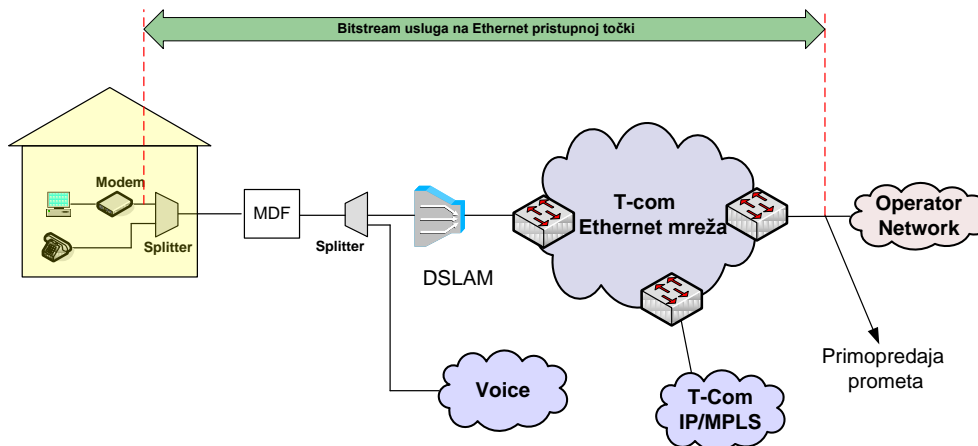 Bitstream usluga na Ethernet pristupnoj točki
Modem
Splitter
MDF
Splitter
DSLAM
T-com
Ethernet mreža
Operator
Network
Voice
T-Com
IP/MPLS
Primopredaja
prometa